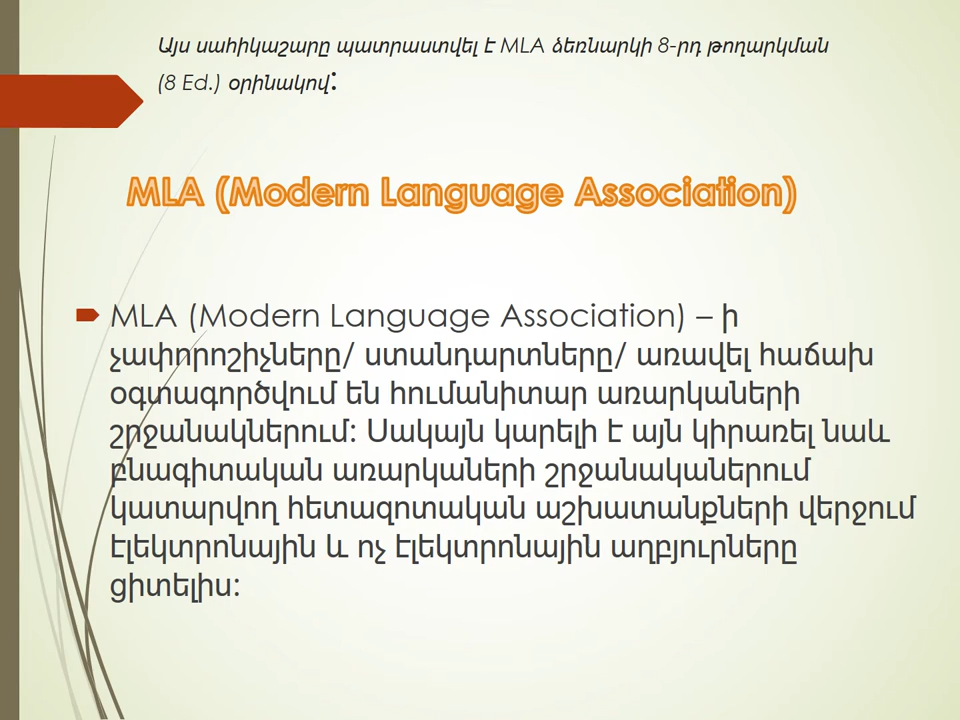 Այս սահիկաշարը պատրաստվել է MLA ձեռնարկի 8-րդ թողարկման
(8 Ed.) օրինակով:
MLA (Modern Language Association)
MLA (Modern Language Association) – ի
չափորոշիչները/ ստանդարտները/ առավել հաճախ
օգտագործվում են հումանիտար առարկաների
շրջանակներում: Սակայն կարելի է այն կիրառել նաև
բնագիտական առարկաների շրջանականերում
կատարվող հետազոտական աշխատանքների վերջում
էլեկտրոնային և ոչ էլեկտրոնային աղբյուրները
ցիտելիս: